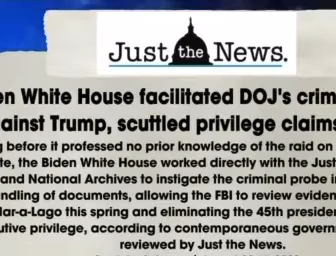 Just the News.
en White House facilitated DOJ's crim
ainst Trump, scuttled privilege claims
g before it professed no prior knowledge of the raid on
te, the Biden White House worked directly with the Just
and National Archives to instigate the criminal probe in
ndling of documents, allowing the FBI to review eviden
lar-a-Lago this spring and eliminating the 45th preside
utive privilege, according to contemporaneous govern
reviewed by Just the News.